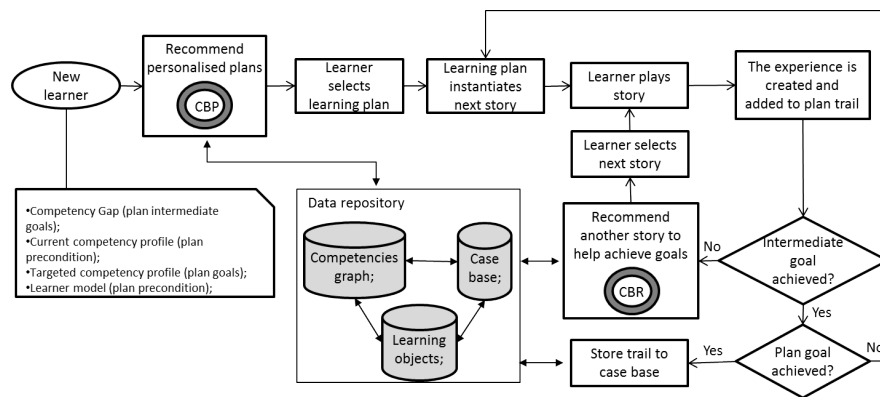 New
learner
Recommend
personalised plans
CBP
Learner
selects
learning plan
Learning plan
instantiates
next story
Learner plays
story
The experience is
created and
added to plan trail
Learner selects
next story
•Competency Gap (plan intermediate
goals);
•Current competency profile (plan
precondition);
•Targeted competency profile (plan goals);
•Learner model (plan precondition);
Data repository
Competencies
graph;
Case
base;
Learning
objects;
Recommend
another story to
help achieve goals
CBR
No
Intermediate
goal
achieved?
Yes
Store trail to
case base
Yes
Plan goal
achieved?
No